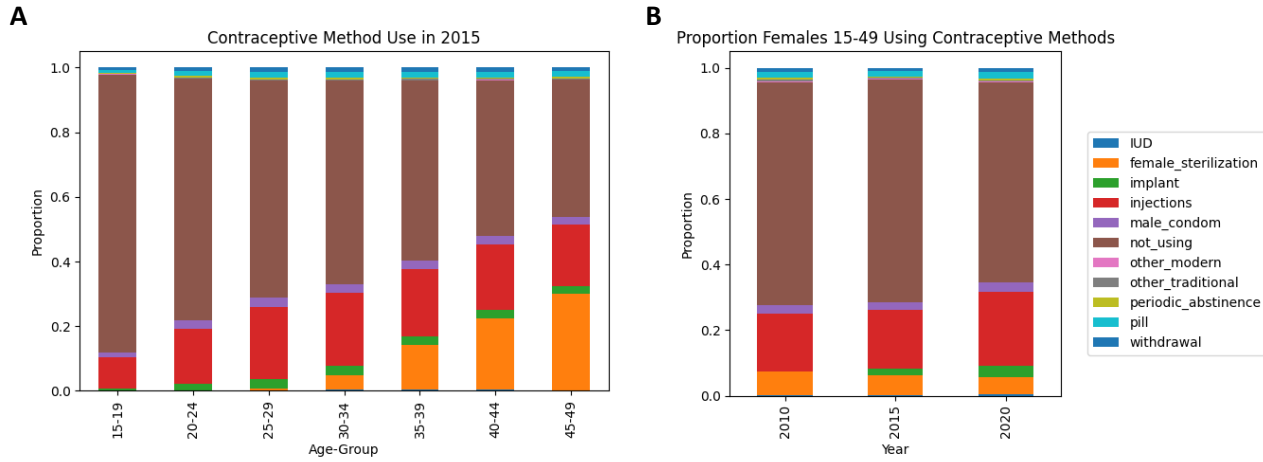 A
Contraceptive Method Use in 2015
1.0
0.8
0.6
0.4
0.2
0.0
Proportion
15-19
20-24
25-29
30-34
35-39
40-44
45-49
Age-Group
B
Proportion Females 15-49 Using Contraceptive Methods
1.0
0.8
0.6
0.4
0.2
0.0
Proportion
2010
2015
2020
Year
IUD
female_sterilization
implant
injections
male_condom
not_using
other_modern
other_traditional
periodic_abstinence
pill
withdrawal